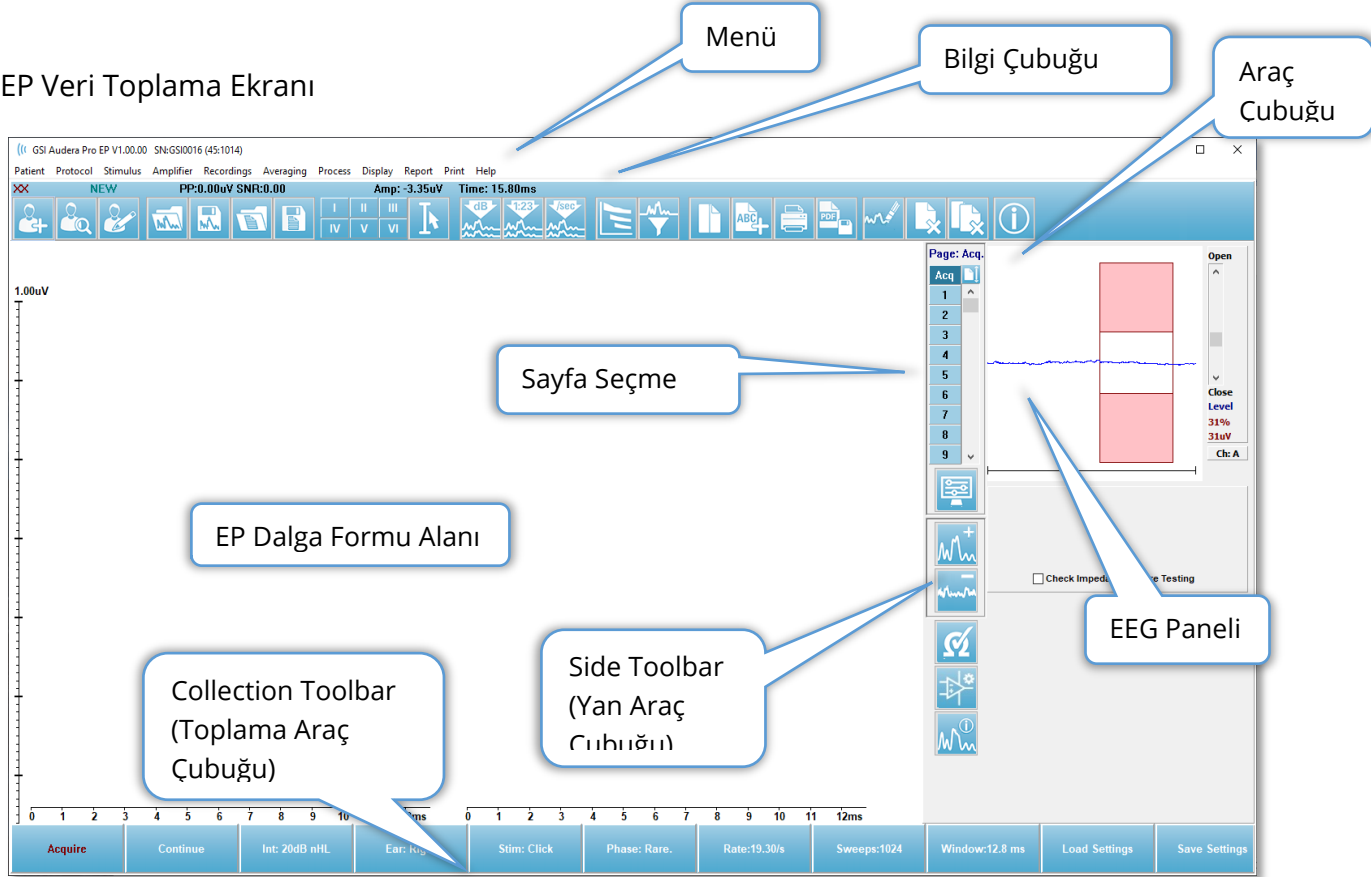 Menü
Bilgi Çubuğu
Araç
Çubuğu
EP Veri Toplama Ekranı
GSI Audera Pro EP V1.00.00 SN:GSI0016 (45:1014)
Patient Protocol Stimulus Amplifier Recordings Averaging Process Display Report Print Help
XX NEW PP:0.00uV SNR:0.00 Amp: -3.35uV Time: 15.80ms
I II III
IV V VI
dB 1:23 /sec
ABC
PDF
Page: Acq.
Acq
1
2
3
4
5
6
7
8
9
Open
Close
Level
31%
31uV
Ch: A
1.00uV
Sayfa Seçme
EP Dalga Formu Alanı
Check
Testing
EEG Paneli
Side Toolbar
(Yan Araç
Çubuğu)
Collection Toolbar
(Toplama Araç
Çubuğu)
0 1 2 3 4 5 6 7 8 9 10 ms
0 1 2 3 4 5 6 7 8 9 10 11 12ms
Acquire Continue Int: 20dB nHL Ear: Stim: Click Phase: Rare. Rate:19.30/s Sweeps:1024 Window:12.8 ms Load Settings Save Settings